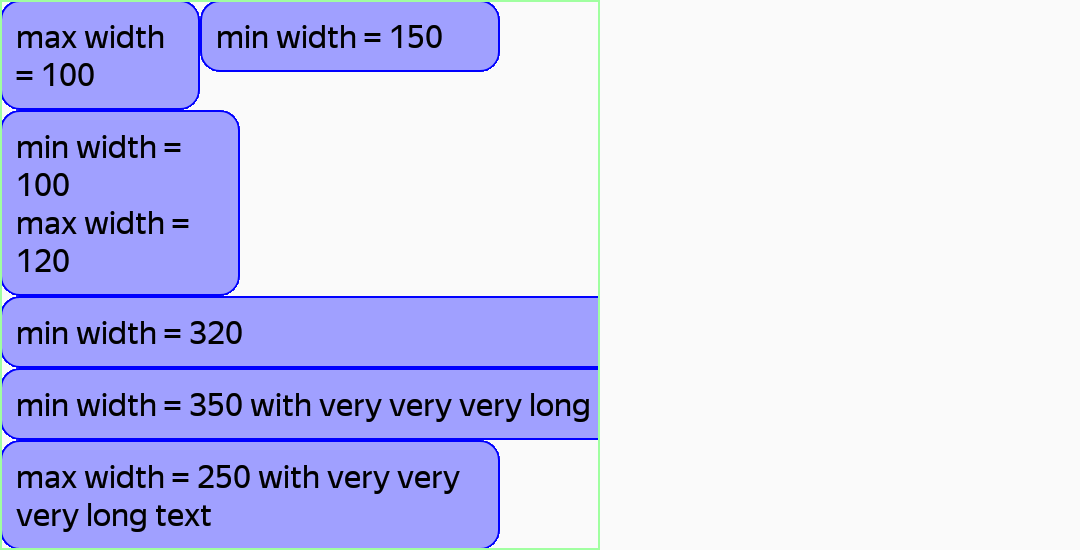 max width
= 100
min width = 150
min width =
100
max width =
120
min width = 320
min width = 350 with very very very long
max width = 250 with very very
very long text